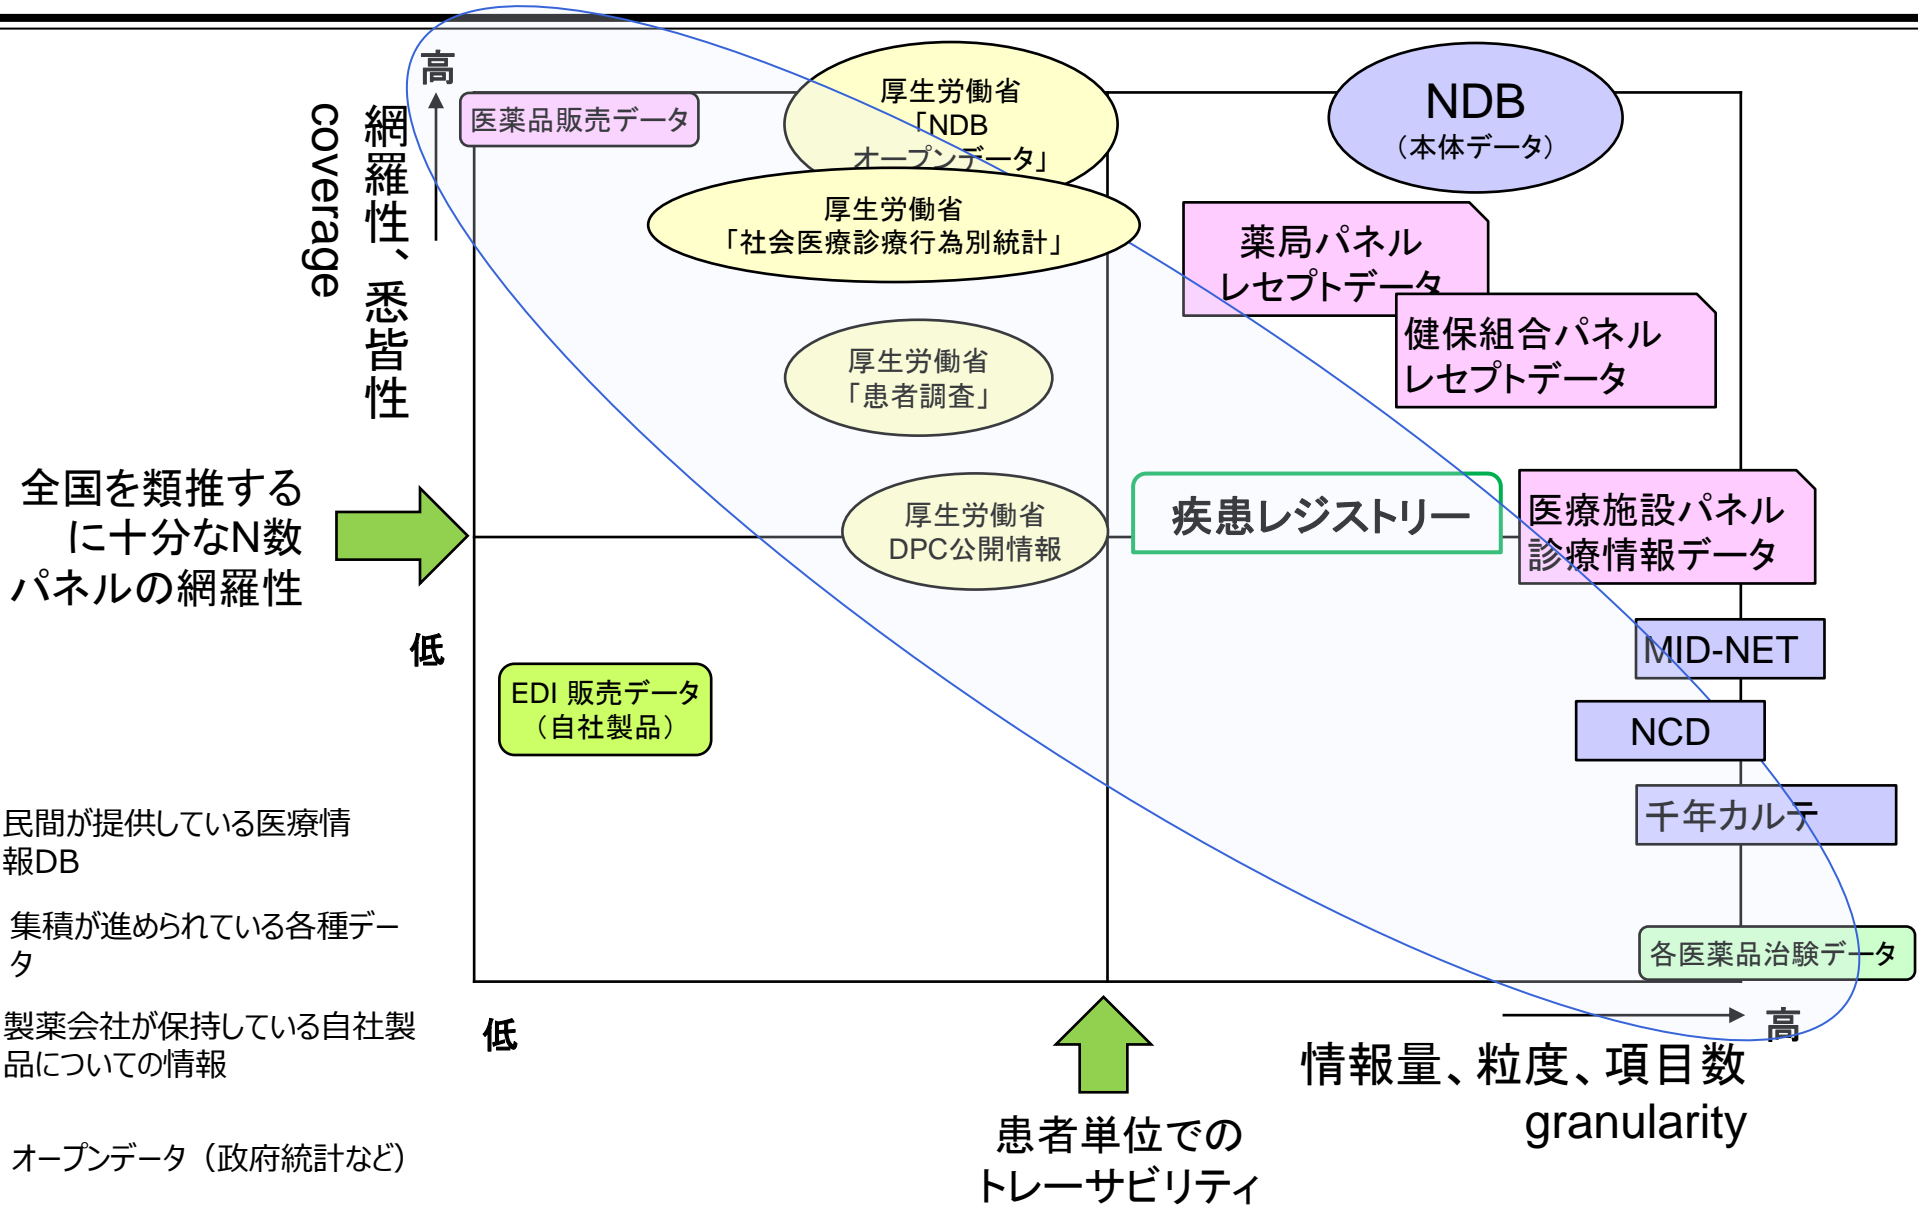 高
網羅性、悉皆性
coverage
医薬品販売データ
厚生労働省
「NDB
オープンデータ」
厚生労働省
「社会医療診療行為別統計」
NDB
(本体データ)
薬局パネル
レセプトデータ
健保組合パネル
レセプトデータ
厚生労働省
「患者調査」
全国を類推する
に十分なN数
パネルの網羅性
厚生労働省
DPC公開情報
疾患レジストリー
医療施設パネル
診療情報データ
低
MID-NET
EDI 販売データ
（自社製品）
NCD
千年カルテ
民間が提供している医療情
報DB
集積が進められている各種デー
タ
各医薬品治験データ
製薬会社が保持している自社製
品についての情報
低
高
情報量、粒度、項目数
granularity
患者単位での
トレーサビリティ
オープンデータ（政府統計など）